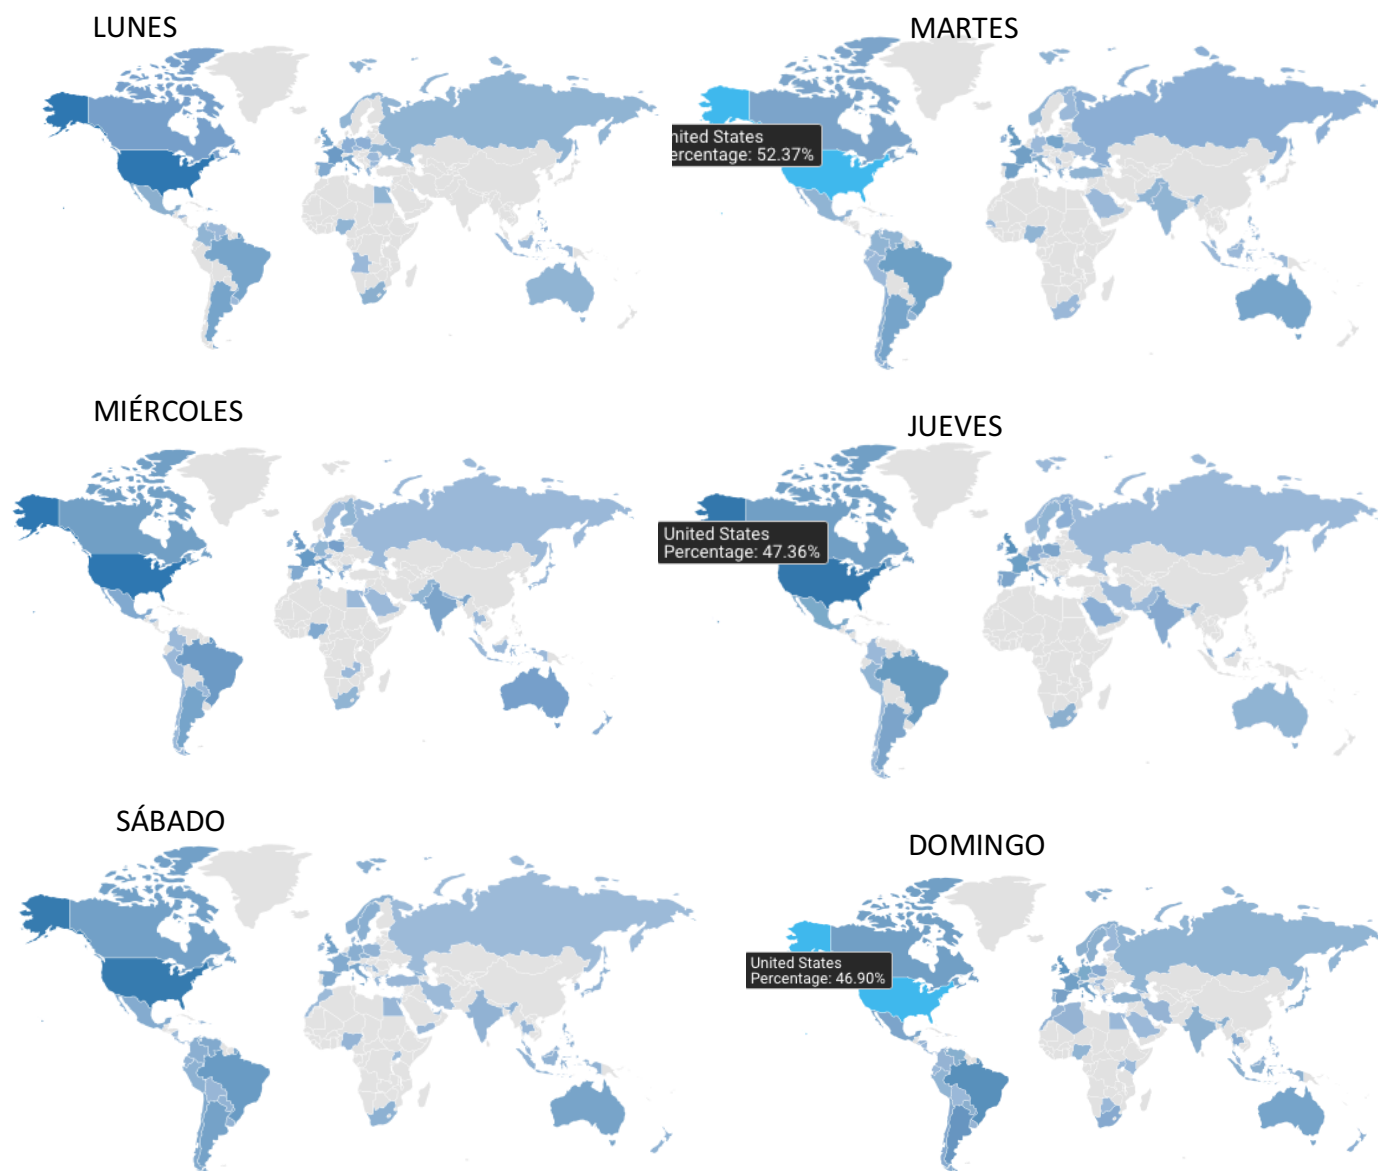 LUNES
MARTES
nited States
ercentage: 52.37%
MIÉRCOLES
JUEVES
United States
Percentage: 47.36%
SÁBADO
DOMINGO
United States
Percentage: 46.90%